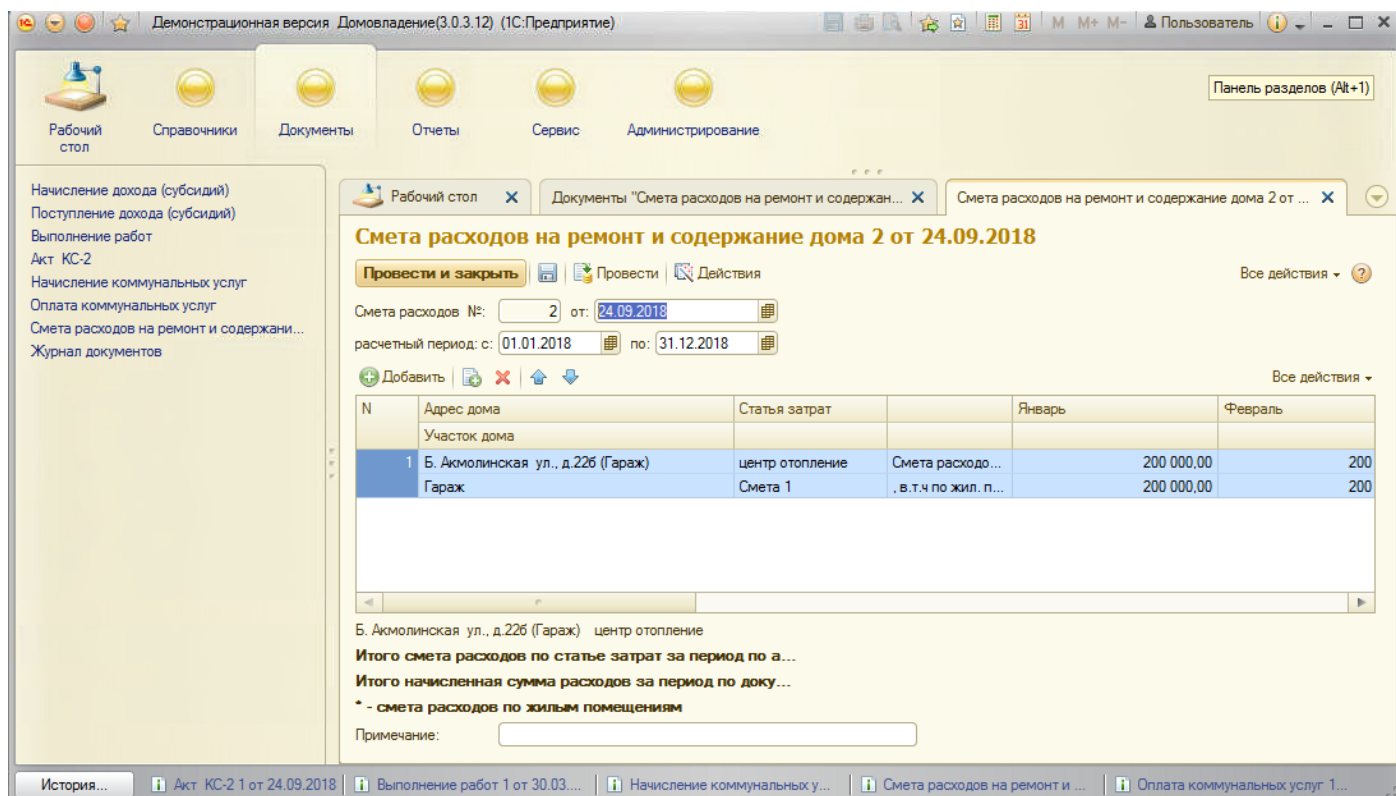 Демонстрационная версия Домовладение(3.0.3.12) (1С:Предприятие) 31 M M+ M- Пользователь
Панель разделов (Alt+1)
Рабочий стол
Справочники
Документы
Отчеты
Сервис
Администрирование
Начисление дохода (субсидий)
Поступление дохода (субсидий)
Выполнение работ
Акт КС-2
Начисление коммунальных услуг
Оплата коммунальных услуг
Смета расходов на ремонт и содержани...
Журнал документов
Рабочий стол
Документы "Смета расходов на ремонт и содержан...
Смета расходов на ремонт и содержание дома 2 от ...
Смета расходов на ремонт и содержание дома 2 от 24.09.2018
Провести и закрыть Провести Действия Все действия
Смета расходов №: 2 от: 24.09.2018
расчетный период: с: 01.01.2018 по: 31.12.2018
Добавить Все действия
N Адрес дома Статья затрат Январь Февраль
Участок дома
1 Б. Акмолинская ул., д.22б (Гараж) центр отопление Смета расходо... 200 000,00 200
Гараж Смета 1 , в.т.ч по жил. п... 200 000,00 200
Б. Акмолинская ул., д.22б (Гараж) центр отопление
Итого смета расходов по статье затрат за период по а...
Итого начисленная сумма расходов за период по доку...
* - смета расходов по жилым помещениям
Примечание:
История... Акт КС-2 1 от 24.09.2018 Выполнение работ 1 от 30.03.... Начисление коммунальных у... Смета расходов на ремонт и ... Оплата коммунальных услуг 1...